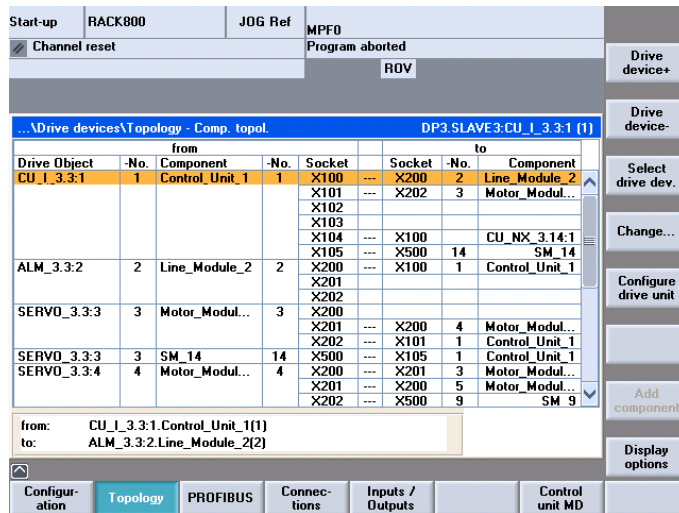 Start-up RACK800 JOG Ref MPF0
Channel reset Program aborted
ROV
...\Drive devices\Topology - Comp. topol. DP3.SLAVE3:CU_I_3.3:1 (1)
from to
Drive Object -No. Component -No. Socket Socket -No. Component
CU_I_3.3:1 1 Control_Unit_1 1 X100 --- X200 2 Line_Module_2
X101 --- X202 3 Motor_Modul...
X102
X103
X104 --- X100 CU_NX_3.14:1
X105 --- X500 14 SM_14
ALM_3.3:2 2 Line_Module_2 2 X200 --- X100 1 Control_Unit_1
X201
X202
SERVO_3.3:3 3 Motor_Modul... 3 X200
X201 --- X200 4 Motor_Modul...
X202 --- X101 1 Control_Unit_1
SERVO_3.3:3 3 SM_14 14 X500 --- X105 1 Control_Unit_1
SERVO_3.3:4 4 Motor_Modul... 4 X200 --- X201 3 Motor_Modul...
X201 --- X200 5 Motor_Modul...
X202 --- X500 9 SM_9
from: CU_I_3.3:1.Control_Unit_1(1)
to: ALM_3.3:2.Line_Module_2(2)
Drive
device+
Drive
device-
Select
drive dev.
Change...
Configure
drive unit
Add
component
Display
options
Configur-
ation
Topology
PROFIBUS
Connec-
tions
Inputs /
Outputs
Control
unit MD